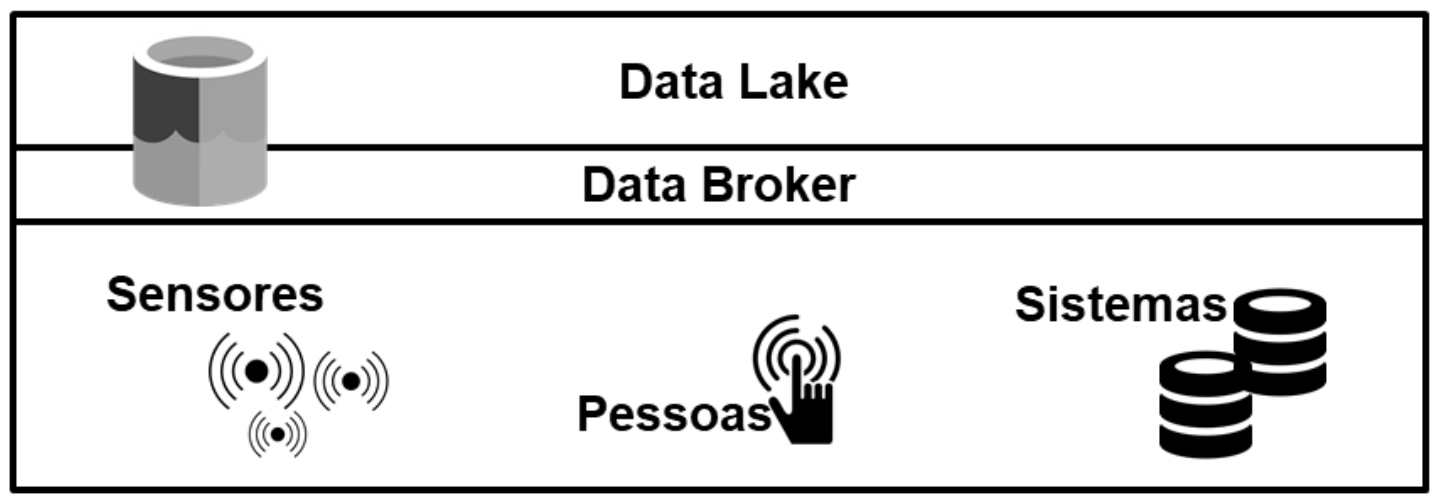 Data Lake
Data Broker
Sensores
Pessoas
Sistemas